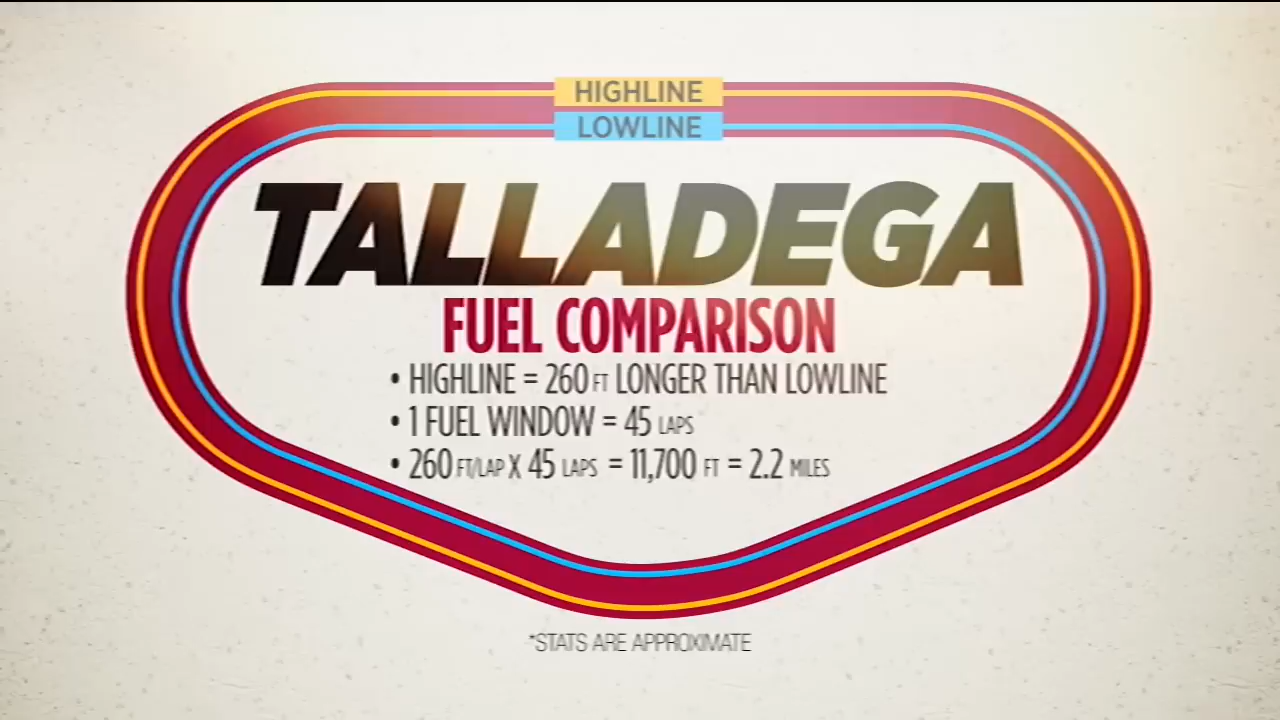 HIGHLINE
LOWLINE
TALLADEGA
FUEL COMPARISON
• HIGHLINE = 260 FT LONGER THAN LOWLINE
• 1 FUEL WINDOW = 45 LAPS
• 260 FT/LAP X 45 LAPS = 11,700 FT = 2.2 MILES
*STATS ARE APPROXIMATE